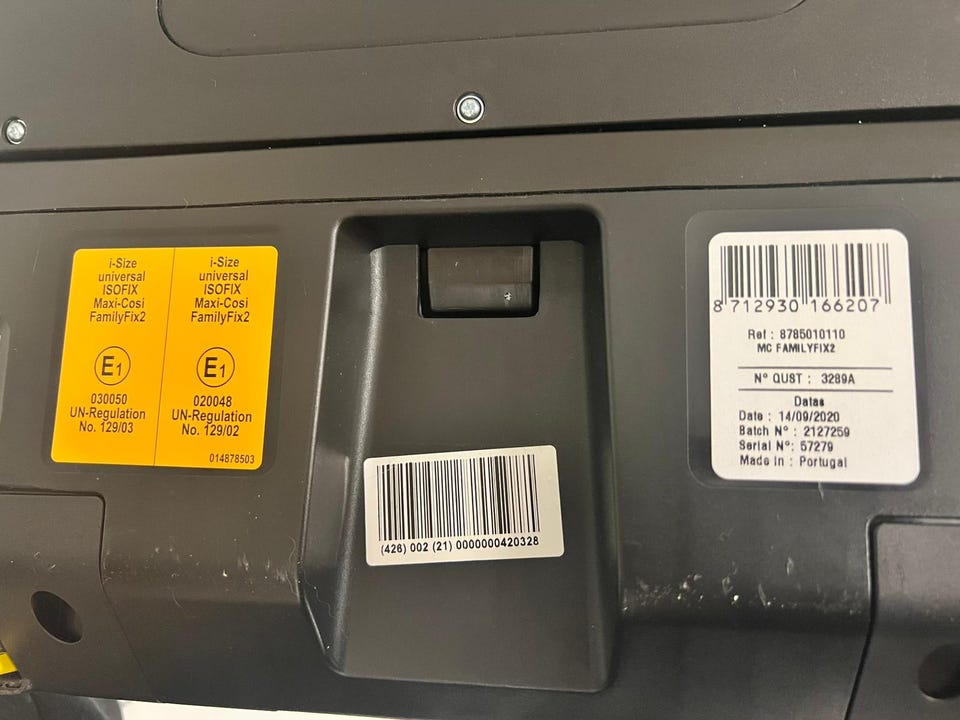 i-Size
universal
ISOFIX
Maxi-Cosi
FamilyFix2
E1
030050
UN-Regulation
No. 129/03
i-Size
universal
ISOFIX
Maxi-Cosi
FamilyFix2
E1
020048
UN-Regulation
No. 129/02
014878503
(426) 002 (21) 0000000420328
8 712930 166207
Ref : 8785010110
MC FAMILYFIX2
N° QUST : 3289A
Datas
Date : 14/09/2020
Batch N° : 2127259
Serial N° : 57279
Made in : Portugal